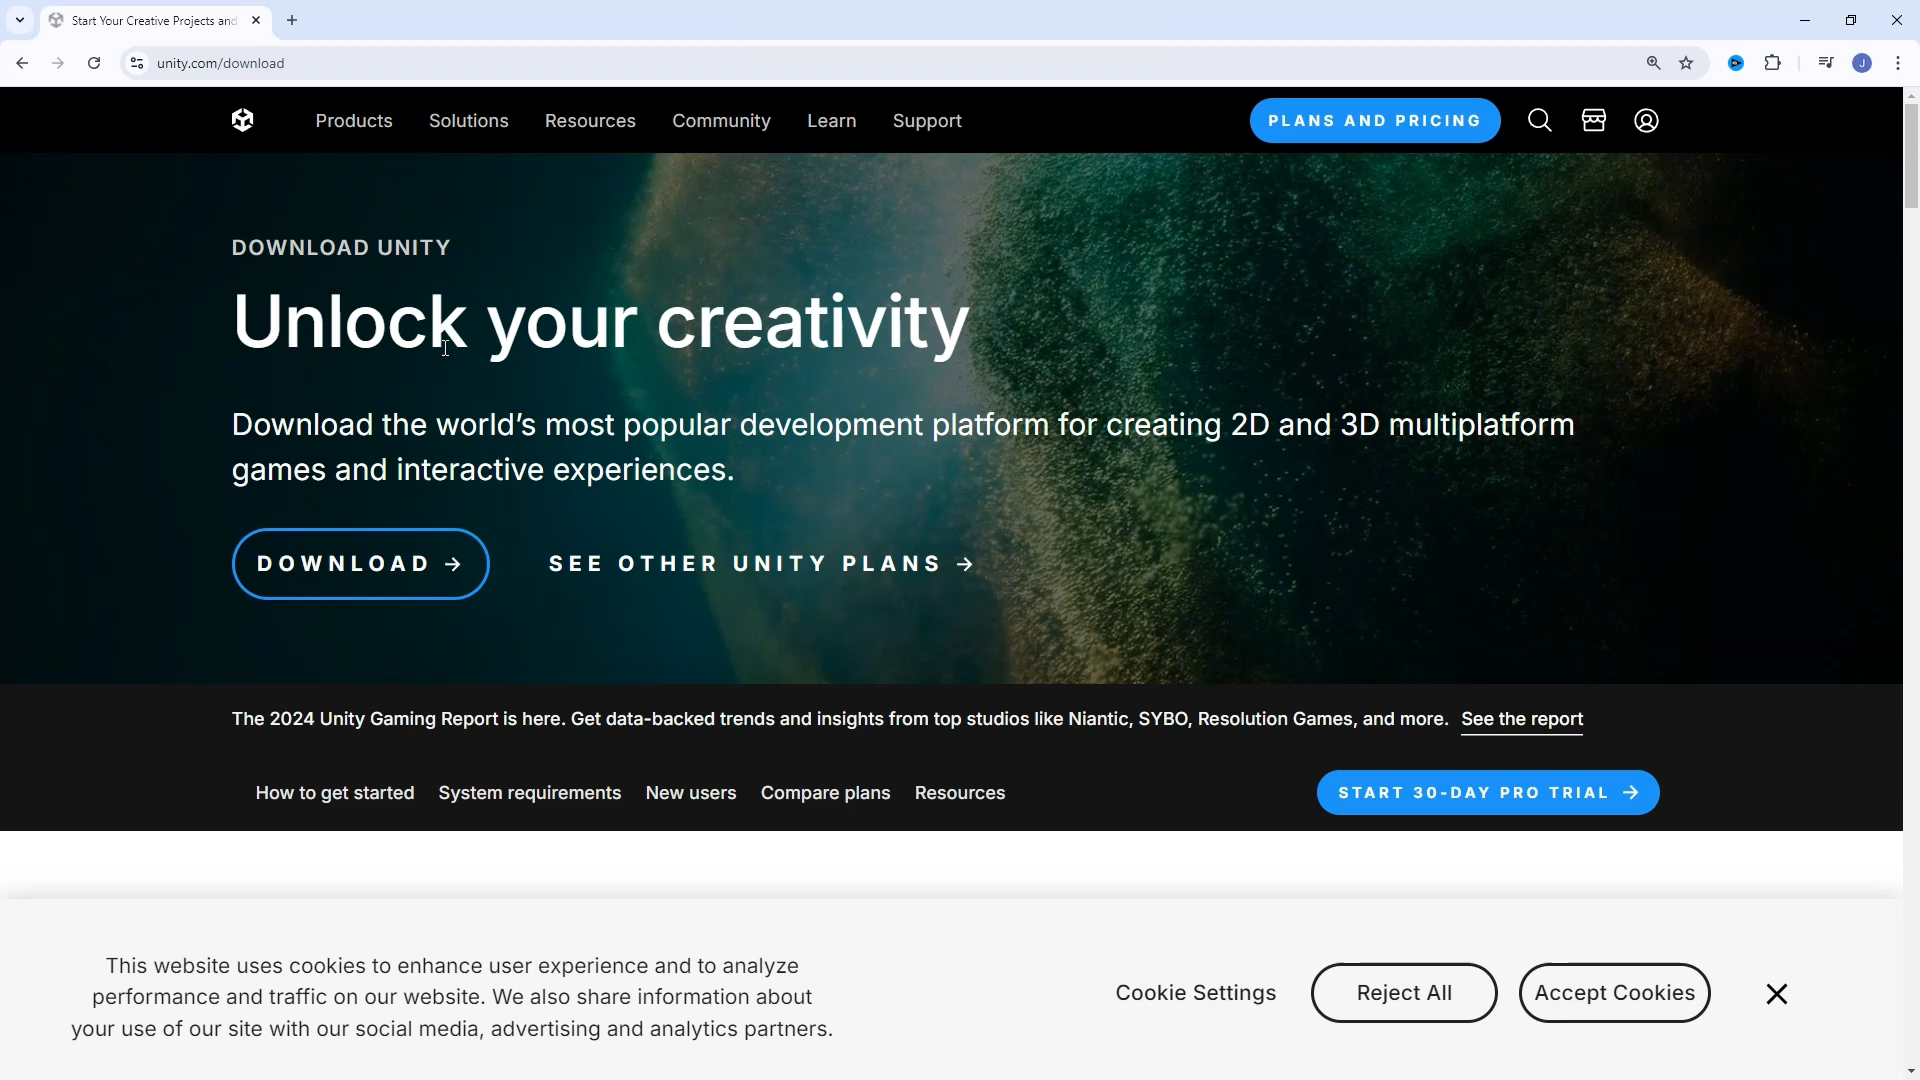 Start Your Creative Projects and
unity.com/download
J
Products Solutions Resources Community Learn Support PLANS AND PRICING
DOWNLOAD UNITY
Unlock your creativity
Download the world’s most popular development platform for creating 2D and 3D multiplatform
games and interactive experiences.
DOWNLOAD → SEE OTHER UNITY PLANS →
The 2024 Unity Gaming Report is here. Get data-backed trends and insights from top studios like Niantic, SYBO, Resolution Games, and more. See the report
How to get started System requirements New users Compare plans Resources START 30-DAY PRO TRIAL →
This website uses cookies to enhance user experience and to analyze
performance and traffic on our website. We also share information about
your use of our site with our social media, advertising and analytics partners.
Cookie Settings Reject All Accept Cookies